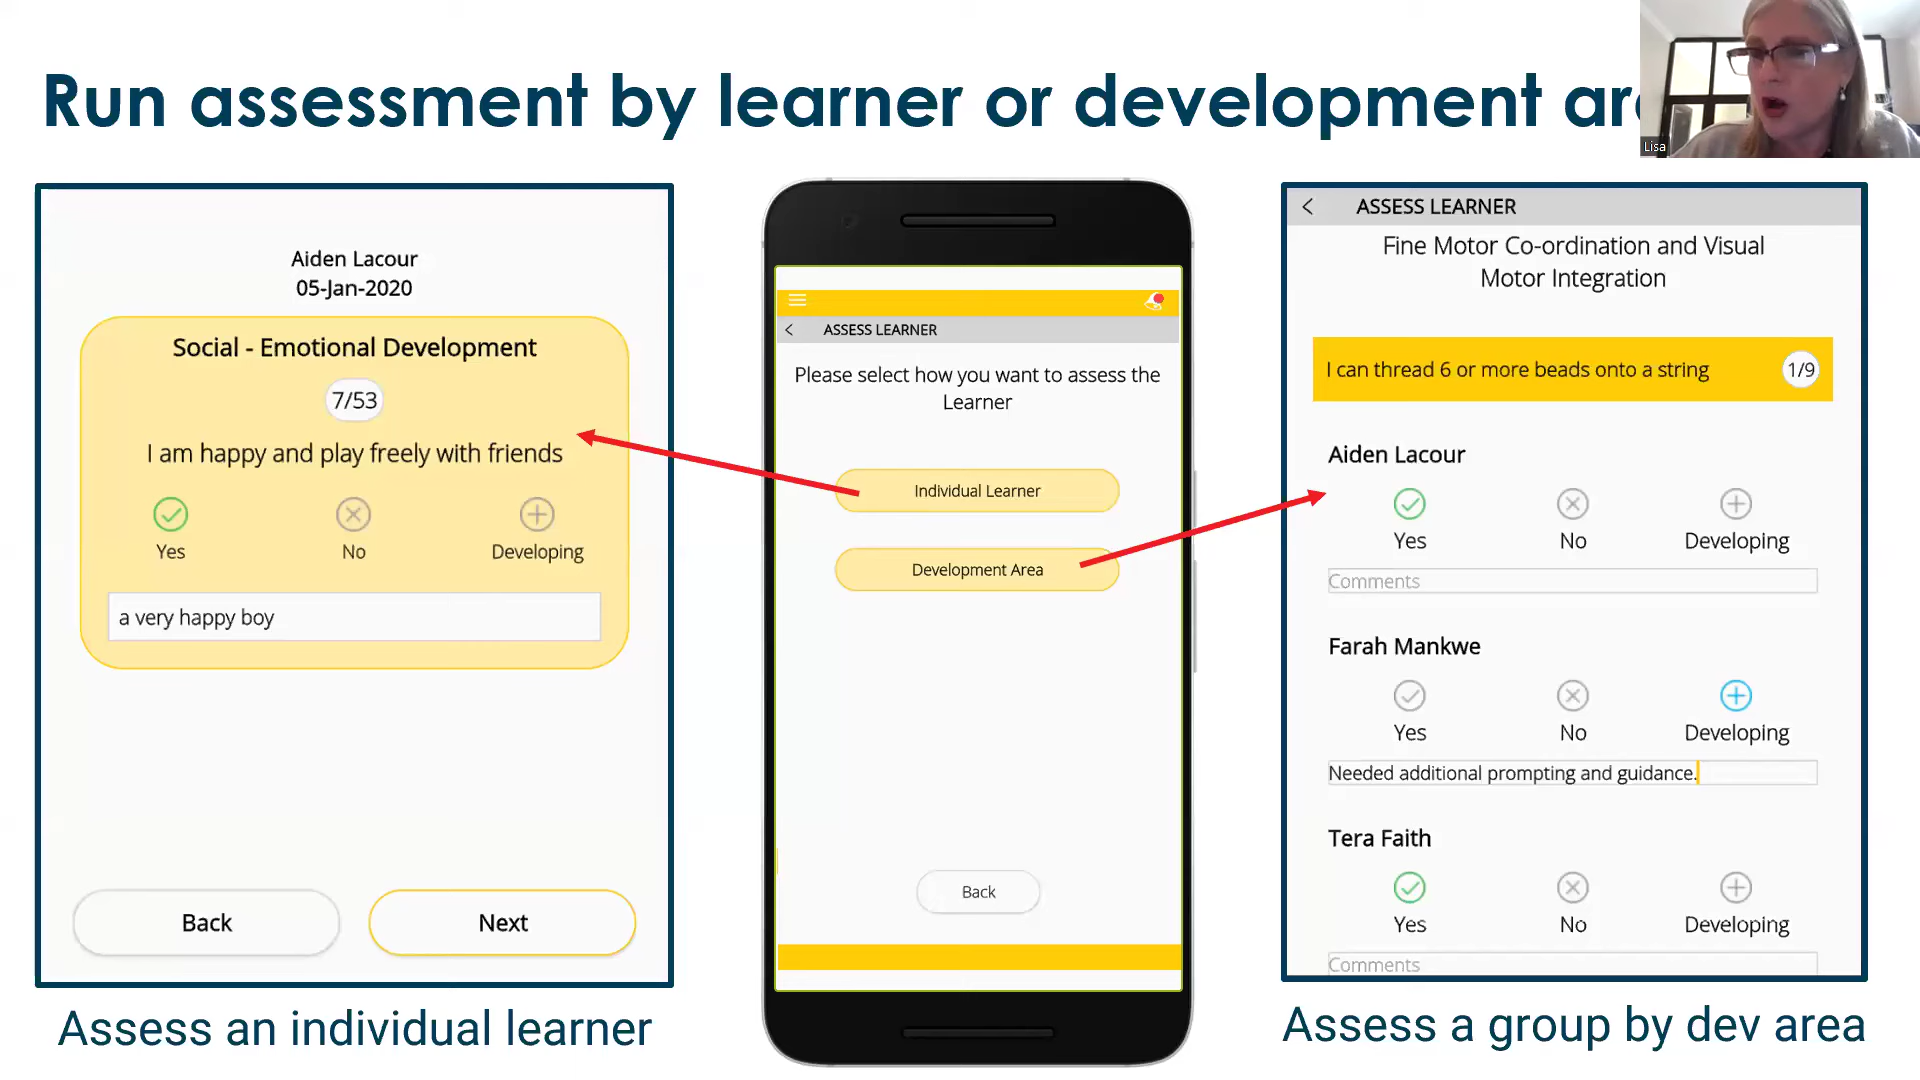 Run assessment by learner or development ar
Lisa
Aiden Lacour
05-Jan-2020
Social - Emotional Development
7/53
I am happy and play freely with friends
Yes
No
Developing
a very happy boy
Back
Next
Assess an individual learner
ASSESS LEARNER
Please select how you want to assess the
Learner
Individual Learner
Development Area
Back
ASSESS LEARNER
Fine Motor Co-ordination and Visual
Motor Integration
I can thread 6 or more beads onto a string
1/9
Aiden Lacour
Yes
No
Developing
Comments
Farah Mankwe
Yes
No
Developing
Needed additional prompting and guidance.
Tera Faith
Yes
No
Developing
Comments
Assess a group by dev area